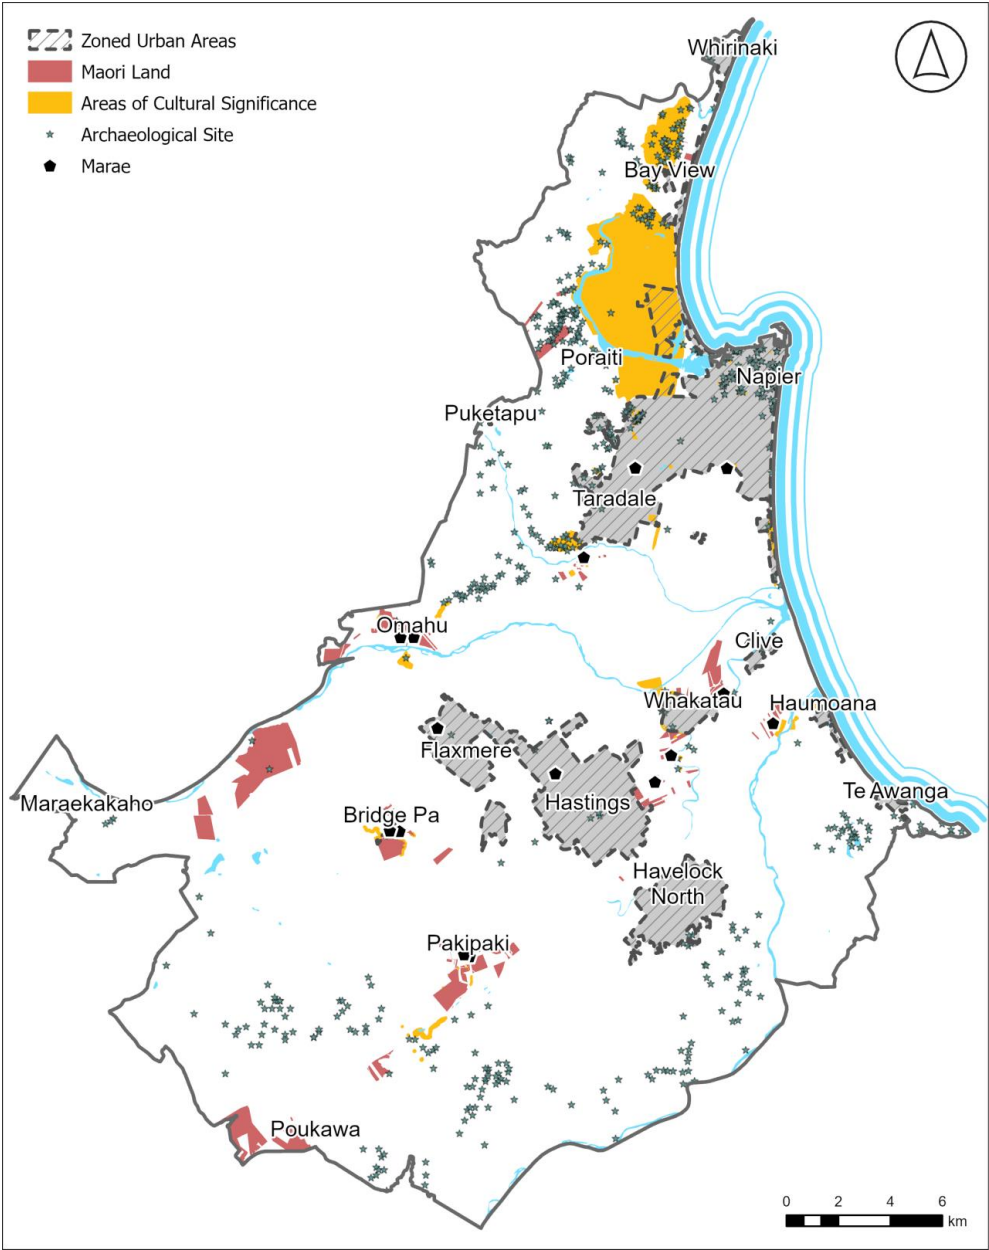 Zoned Urban Areas
Maori Land
Areas of Cultural Significance
Archaeological Site
Marae
Whirinaki
Bay View
Poraiti
Napier
Puketapu
Taradale
Omahu
Clive
Whakatau
Haumoana
Flaxmere
Te Awanga
Maraekakaho
Hastings
Bridge Pa
Havelock
North
Pakipaki
Poukawa
0 2 4 6
km